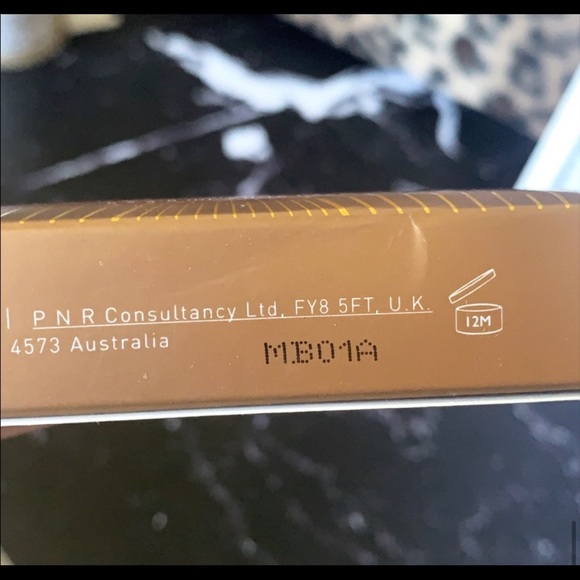 | P N R Consultancy Ltd, FY8 5FT, U.K.
4573 Australia
MB01A
12M